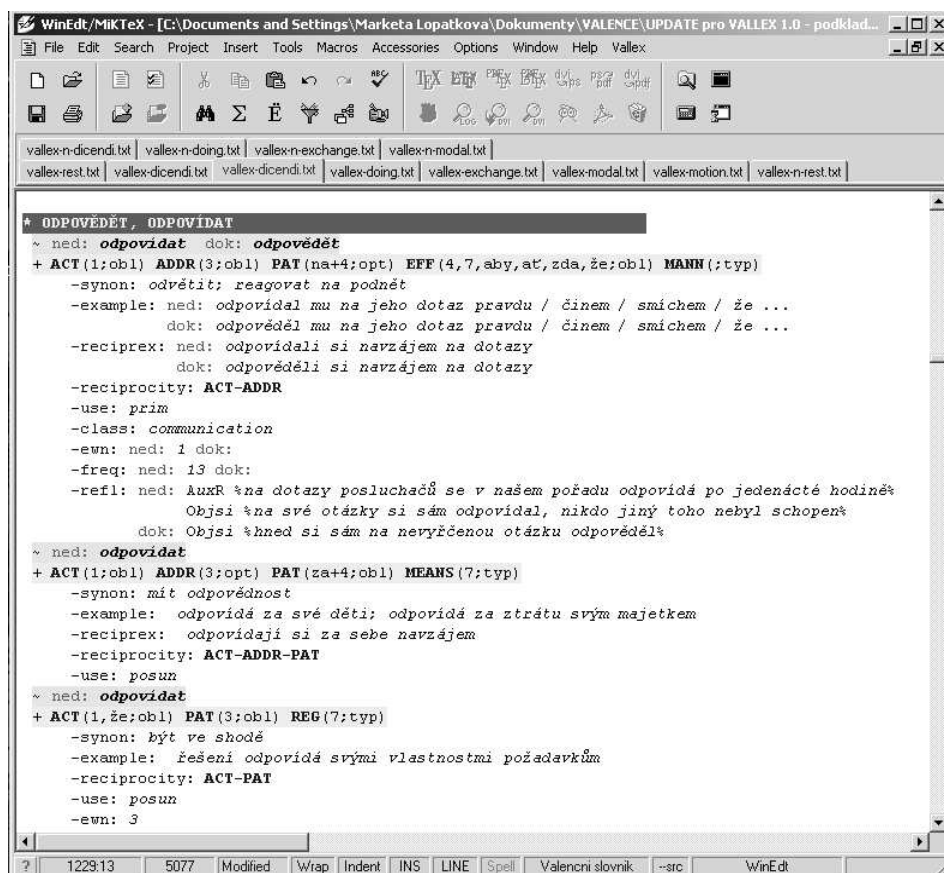 WinEdt/MiKTeX - [C:\Documents and Settings\Marketa Lopatkova\Dokumenty\VALENCE\UPDATE pro VALLEX 1.0 - podklad...
File Edit Search Project Insert Tools Macros Accessories Options Window Help Vallex
vallex-n-dicendi.txt vallex-n-doing.txt vallex-n-exchange.txt vallex-n-modal.txt
vallex-rest.txt vallex-dicendi.txt vallex-dicendi.txt vallex-doing.txt vallex-exchange.txt vallex-modal.txt vallex-motion.txt vallex-n-rest.txt
* ODPOVĚDĚT, ODPOVÍDAT
~ ned: odpovídat dok: odpovědět
+ ACT(1;obl) ADDR(3;obl) PAT(na+4;opt) EFF(4,7,aby,ať,zda,že;obl) MANN(;typ)
-synon: odvětit; reagovat na podnět
-example: ned: odpovídal mu na jeho dotaz pravdu / činem / smíchem / že ...
dok: odpověděl mu na jeho dotaz pravdu / činem / smíchem / že ...
-reciprex: ned: odpovídali si navzájem na dotazy
dok: odpověděli si navzájem na dotazy
-reciprocity: ACT-ADDR
-use: prim
-class: communication
-ewn: ned: 1 dok:
-freq: ned: 13 dok:
-refl: ned: AuxR %na dotazy posluchačů se v našem pořadu odpovídá po jedenácté hodině%
Objsi %na své otázky si sám odpovídal, nikdo jiný toho nebyl schopen%
dok: Objsi %hned si sám na nevyřčenou otázku odpověděl%
~ ned: odpovídat
+ ACT(1;obl) ADDR(3;opt) PAT(za+4;obl) MEANS(7;typ)
-synon: mít odpovědnost
-example: odpovídá za své děti; odpovídá za ztrátu svým majetkem
-reciprex: odpovídají si za sebe navzájem
-reciprocity: ACT-ADDR-PAT
-use: posun
~ ned: odpovídat
+ ACT(1,že;obl) PAT(3;obl) REG(7;typ)
-synon: být ve shodě
-example: řešení odpovídá svými vlastnostmi požadavkům
-reciprocity: ACT-PAT
-use: posun
-ewn: 3
? 1229:13 5077 Modified Wrap Indent INS LINE Spell Valencni slovnik --src WinEdt